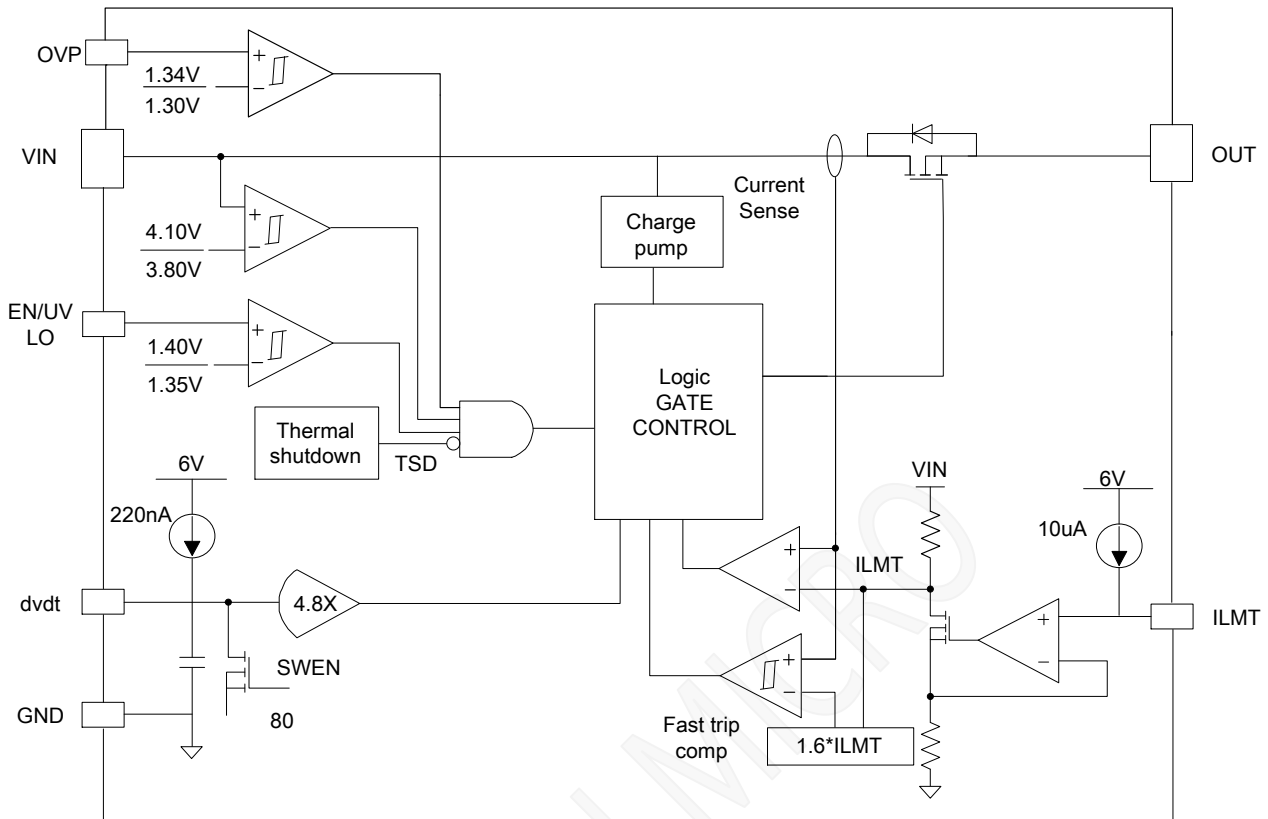 OVP
+
1.34V
−
1.30V
VIN
OUT
Current
Sense
Charge
pump
+
4.10V
−
3.80V
EN/UV
LO
+
1.40V
−
1.35V
Logic
GATE
CONTROL
Thermal
shutdown
TSD
6V
220nA
VIN
6V
10uA
+
ILMT
−
dvdt
4.8X
+
ILMT
−
SWEN
+
−
GND
80
Fast trip
comp
1.6*ILMT
MICRO